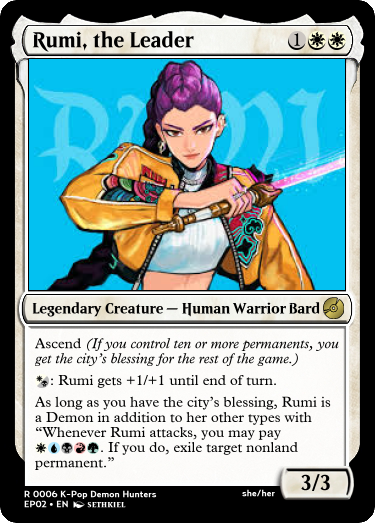 Rumi, the Leader 1
RUMI
Legendary Creature — Human Warrior Bard
Ascend (If you control ten or more permanents, you
get the city’s blessing for the rest of the game.)
: Rumi gets +1/+1 until end of turn.
As long as you have the city’s blessing, Rumi is
a Demon in addition to her other types with
“Whenever Rumi attacks, you may pay
. If you do, exile target nonland
permanent.”
3/3
R 0006 K-Pop Demon Hunters she/her
EP02 • EN SETHKIEL